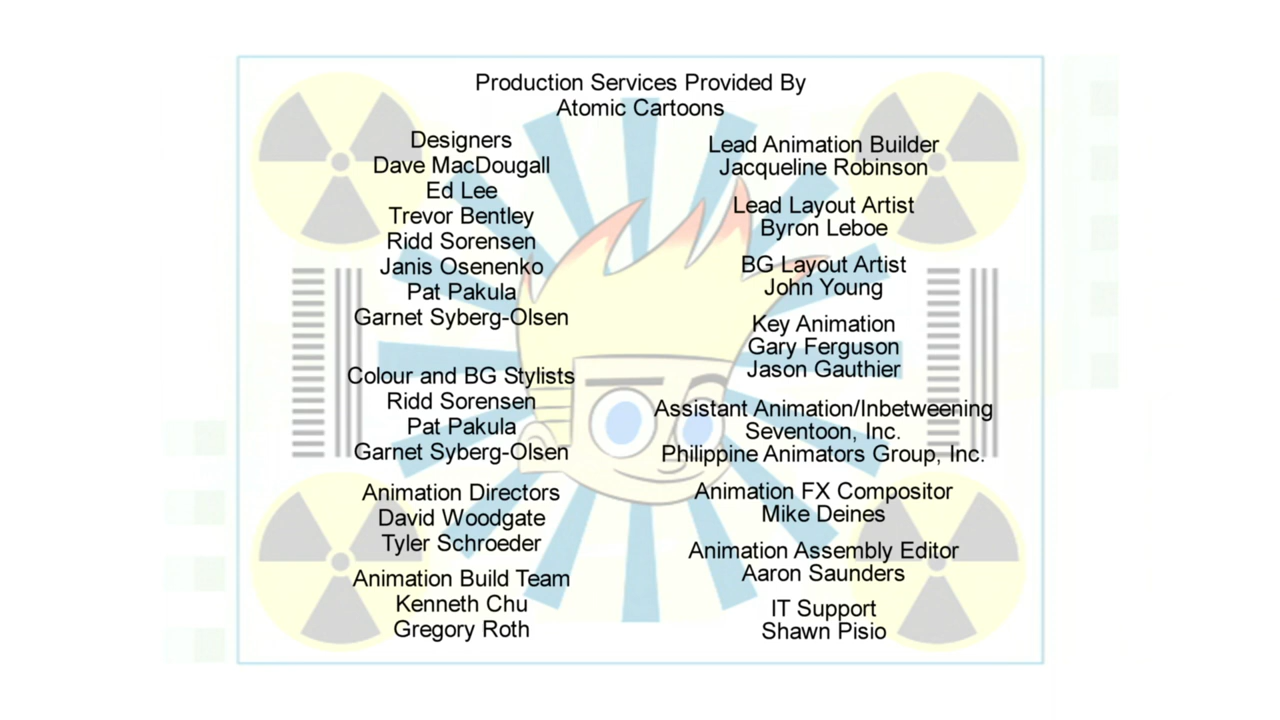 Production Services Provided By
Atomic Cartoons
Designers
Dave MacDougall
Ed Lee
Trevor Bentley
Ridd Sorensen
Janis Osenenko
Pat Pakula
Garnet Syberg-Olsen
Colour and BG Stylists
Ridd Sorensen
Pat Pakula
Garnet Syberg-Olsen
Animation Directors
David Woodgate
Tyler Schroeder
Animation Build Team
Kenneth Chu
Gregory Roth
Lead Animation Builder
Jacqueline Robinson
Lead Layout Artist
Byron Leboe
BG Layout Artist
John Young
Key Animation
Gary Ferguson
Jason Gauthier
Assistant Animation/Inbetweening
Seventoon, Inc.
Philippine Animators Group, Inc.
Animation FX Compositor
Mike Deines
Animation Assembly Editor
Aaron Saunders
IT Support
Shawn Pisio